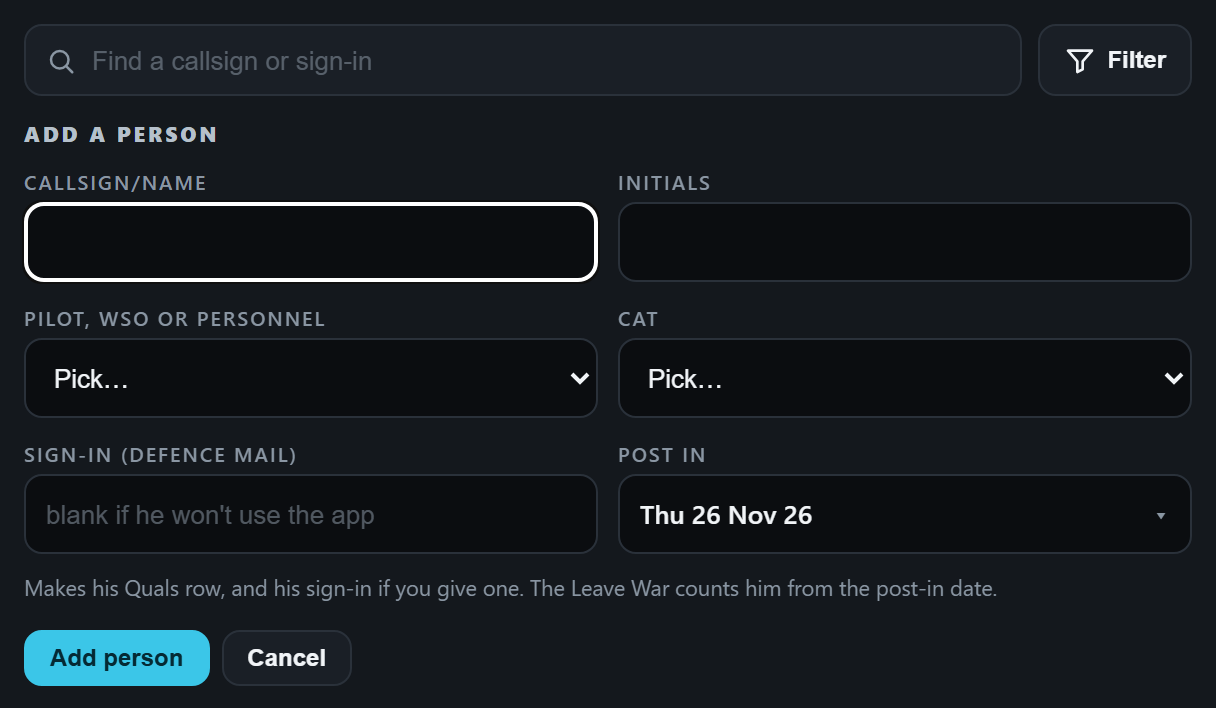 Find a callsign or sign-in
Filter
ADD A PERSON
CALLSIGN/NAME
INITIALS
PILOT, WSO OR PERSONNEL
CAT
Pick...
Pick...
SIGN-IN (DEFENCE MAIL)
POST IN
blank if he won't use the app
Thu 26 Nov 26
Makes his Quals row, and his sign-in if you give one. The Leave War counts him from the post-in date.
Add person
Cancel